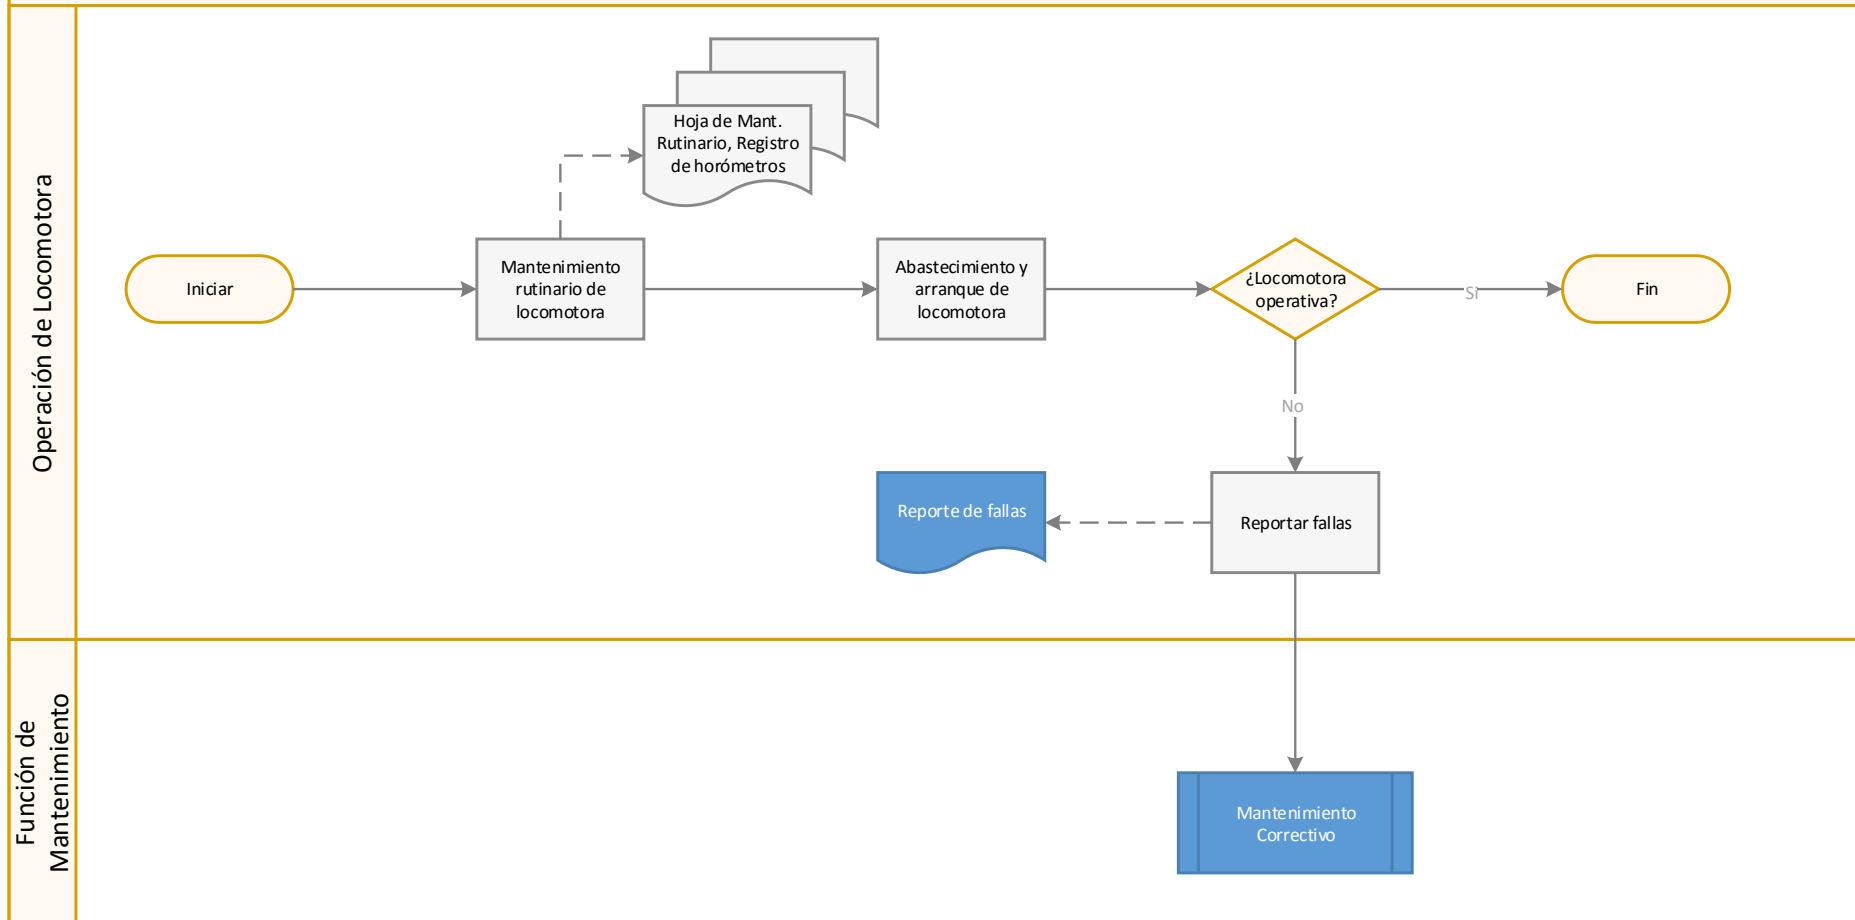 Operación de Locomotora
Hoja de Mant.
Rutinario, Registro
de horómetros
Iniciar
Mantenimiento
rutinario de
locomotora
Abastecimiento y
arranque de
locomotora
¿Locomotora
operativa?
Sí
Fin
No
Reporte de fallas
Reportar fallas
Función de
Mantenimiento
Mantenimiento
Correctivo